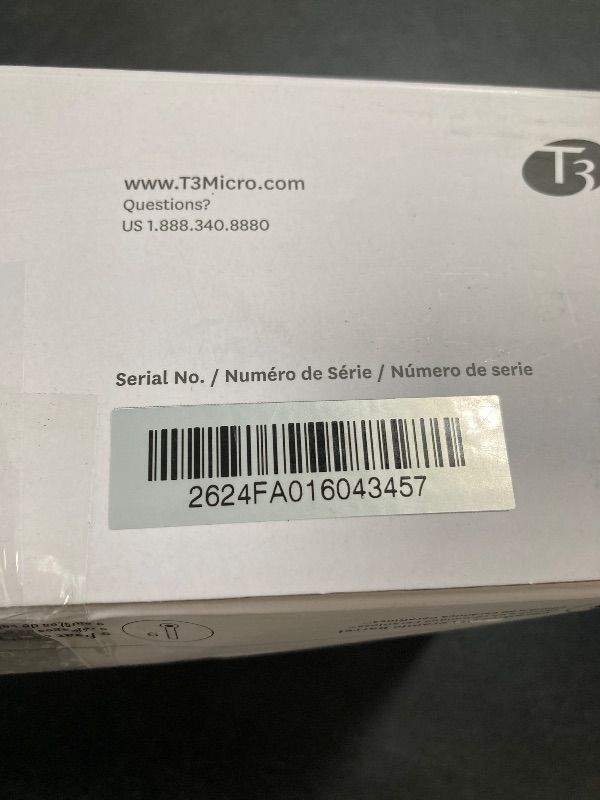 T3
www.T3Micro.com
Questions?
US 1.888.340.8880
Serial No. / Numéro de Série / Número de serie
2624FA016043457